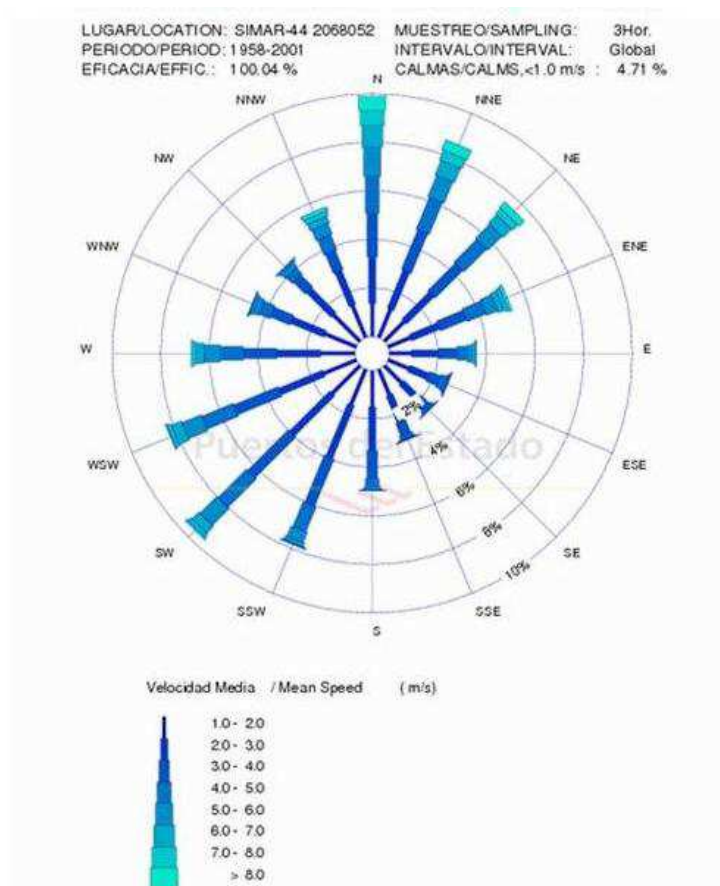 LUGAR/LOCATION: SIMAR-44 2068052 MUESTREO/SAMPLING: 3Hor.
PERIODO/PERIOD: 1958-2001 INTERVALO/INTERVAL: Global
EFICACIA/EFFIC.: 100.04 % CALMAS/CALMS,<1.0 m/s : 4.71 %
N
NNW NNE
NW NE
WNW ENE
W E
2%
Puertos del Estado
4%
WSW ESE
6%
8%
SW SE
10%
SSW SSE
S
Velocidad Media / Mean Speed (m/s)
1.0 - 2.0
2.0 - 3.0
3.0 - 4.0
4.0 - 5.0
5.0 - 6.0
6.0 - 7.0
7.0 - 8.0
> 8.0